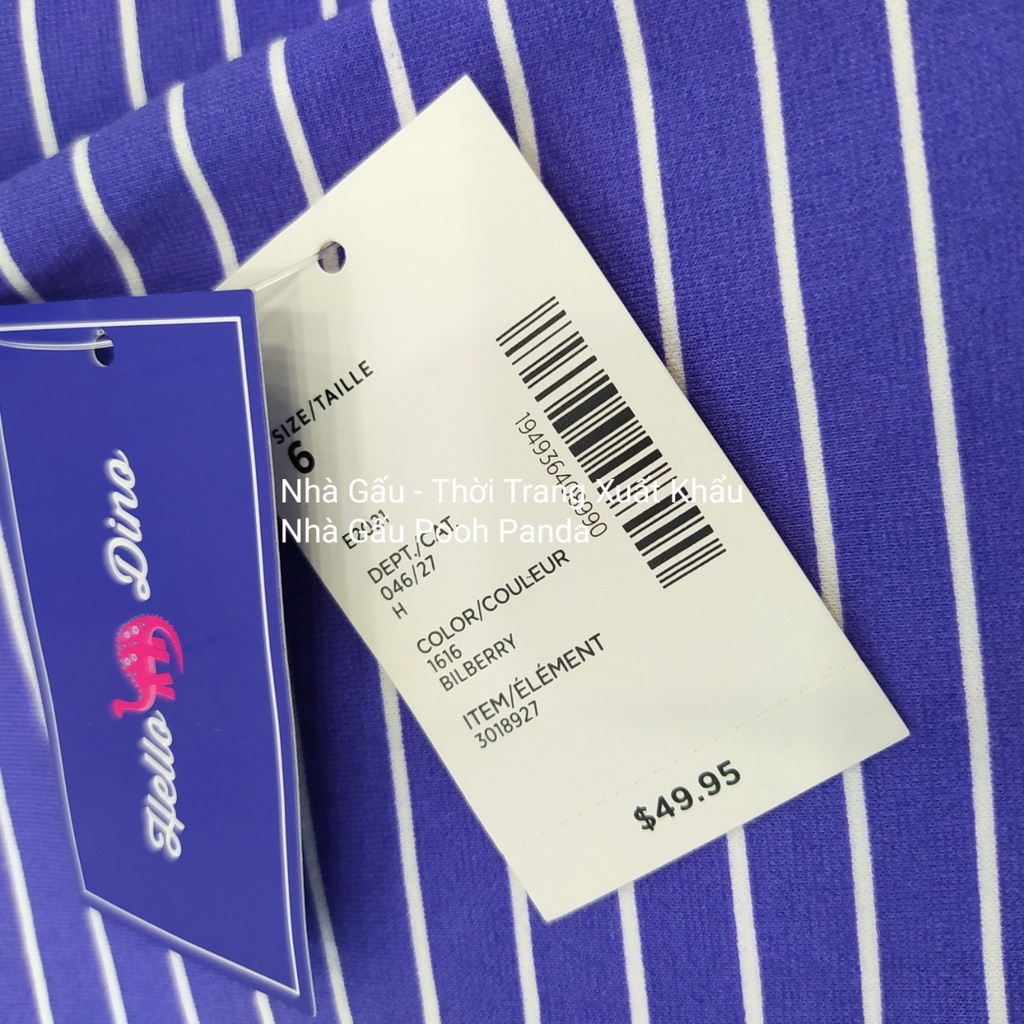 Hello Dino
SIZE/TAILLE
6
DEPT./CAT
046/27
H
COLOR/COULEUR
1616
BILBERRY
ITEM/ÉLÉMENT
3018927
$49.95
Nhà Gấu - Thời Trang Xuất Khẩu
Nhà Gấu Pooh Panda